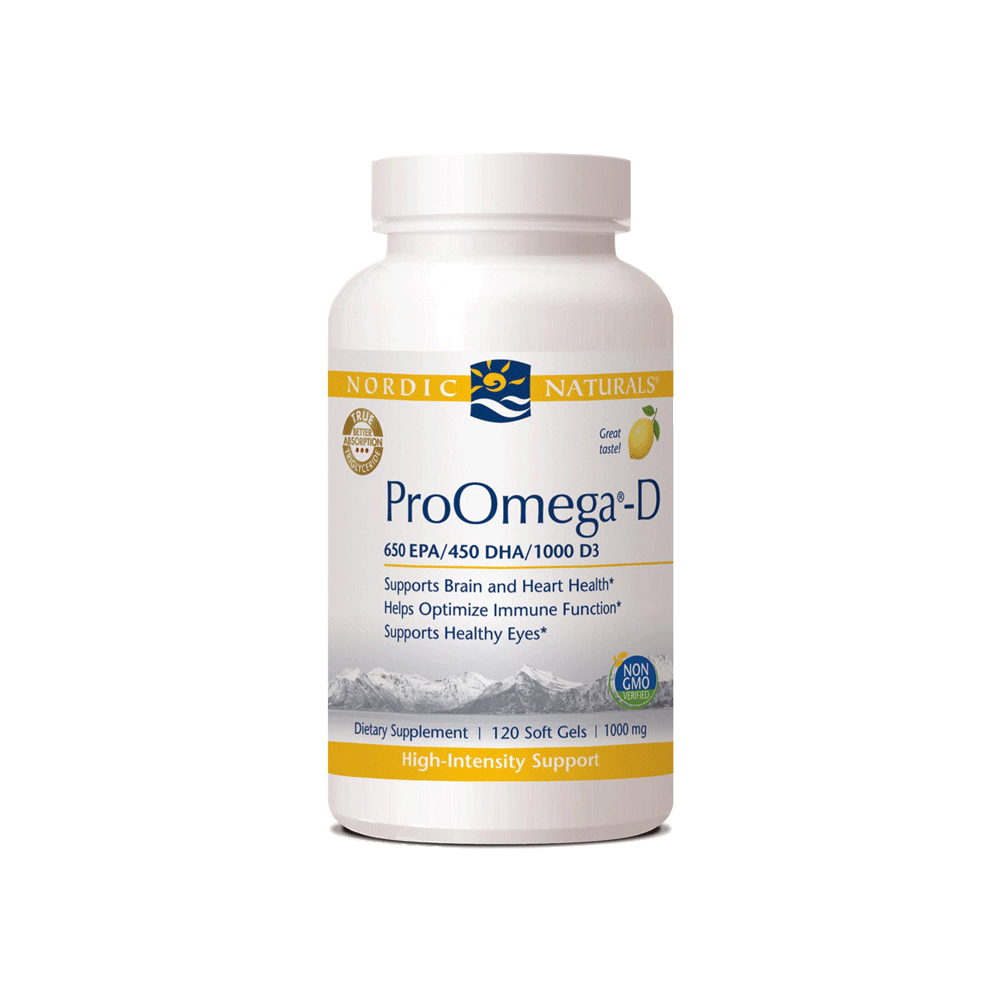 NORDIC NATURALS®
TRUE
BETTER
ABSORPTION
TRIGLYCERIDE
Great
taste!
ProOmega®-D
650 EPA/450 DHA/1000 D3
Supports Brain and Heart Health*
Helps Optimize Immune Function*
Supports Healthy Eyes*
NON
GMO
VERIFIED
Dietary Supplement | 120 Soft Gels | 1000 mg
High-Intensity Support